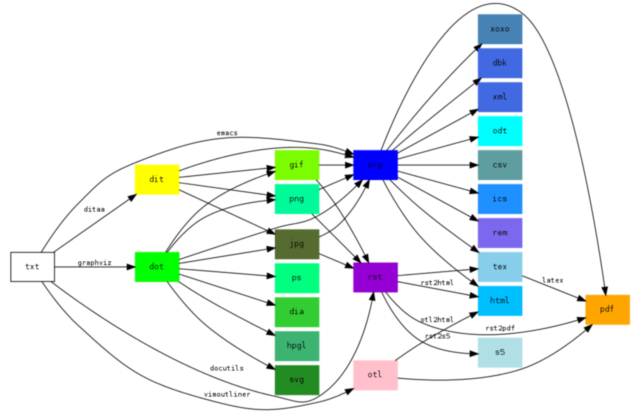 xoxo
dbk
xml
odt
csv
ics
rem
tex
html
s5
emacs
gif
png
jpg
ps
dia
hpgl
svg
dit
ditaa
txt
graphviz
dot
rst
rst2html
latex
otl2html
rst2pdf
rst2s5
pdf
docutils
otl
vimoutliner